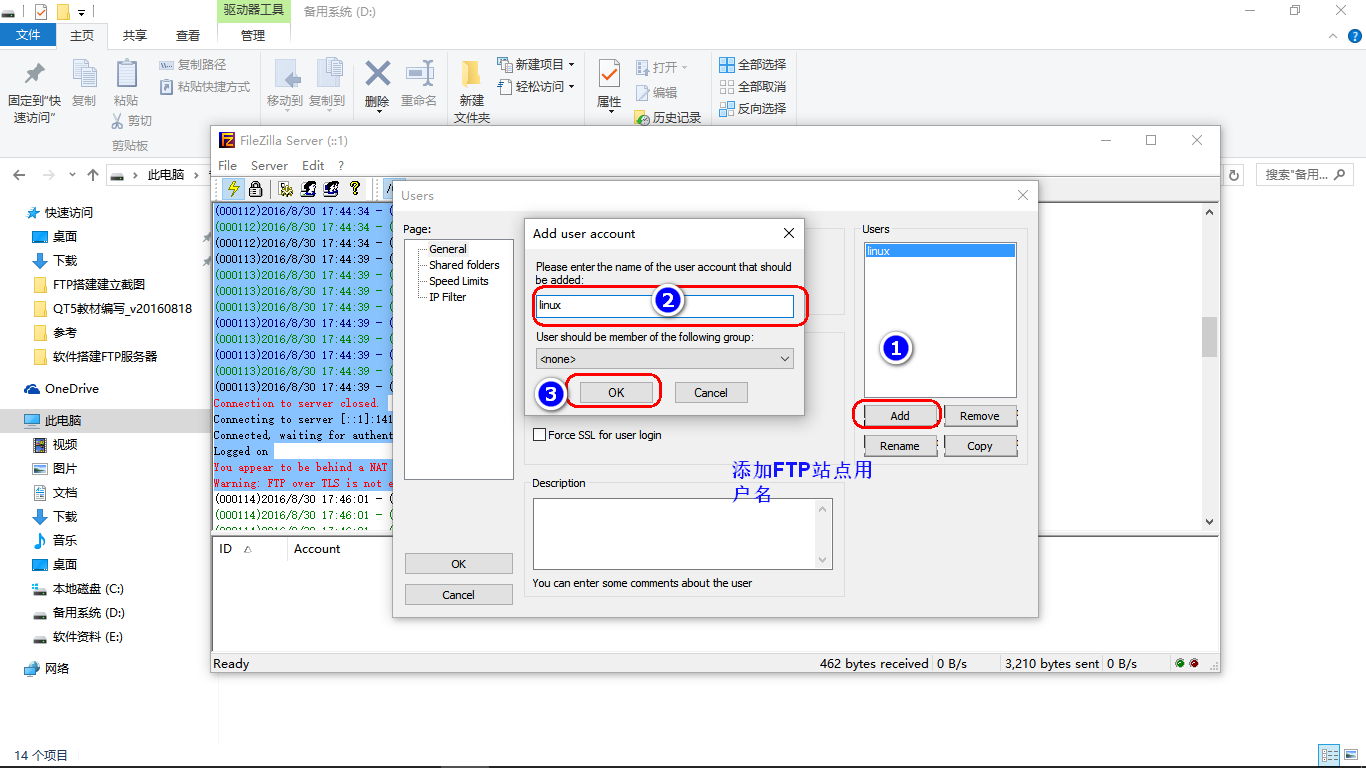 驱动器工具
备用系统 (D:)
文件
主页
共享
查看
管理
固定到"快
速访问"
复制
粘贴
复制路径
粘贴快捷方式
剪切
剪贴板
移动到
复制到
删除
重命名
新建
文件夹
新建项目
轻松访问
属性
打开
编辑
历史记录
全部选择
全部取消
反向选择
此电脑
搜索"备用...
快速访问
桌面
下载
FTP搭建建立截图
QT5教材编写_v20160818
参考
软件搭建FTP服务器
OneDrive
此电脑
视频
图片
文档
下载
音乐
桌面
本地磁盘 (C:)
备用系统 (D:)
软件资料 (E:)
网络
14 个项目
FileZilla Server (::1)
File Server Edit ?
(000112)2016/8/30 17:44:34 - (
(000112)2016/8/30 17:44:34 - (
(000112)2016/8/30 17:44:34 - (
(000113)2016/8/30 17:44:39 - (
(000113)2016/8/30 17:44:39 - (
(000113)2016/8/30 17:44:39 - (
(000113)2016/8/30 17:44:39 - (
(000113)2016/8/30 17:44:39 - (
(000113)2016/8/30 17:44:39 - (
(000113)2016/8/30 17:44:39 - (
(000113)2016/8/30 17:44:39 - (
(000113)2016/8/30 17:44:39 - (
Connection to server closed.
Connecting to server [::1]:141
Connected, waiting for authent
Logged on
You appear to be behind a NAT
Warning: FTP over TLS is not e
(000114)2016/8/30 17:46:01 - (
(000114)2016/8/30 17:46:01 - (
(000114)2016/8/30 17:46:01 - (
ID
Account
Ready
462 bytes received
0 B/s
3,210 bytes sent
0 B/s
Users
Page:
General
Shared folders
Speed Limits
IP Filter
OK
Cancel
Add user account
Please enter the name of the user account that should
be added:
linux
2
User should be member of the following group:
<none>
3
OK
Cancel
Force SSL for user login
Description
You can enter some comments about the user
Users
linux
1
Add
Remove
Rename
Copy
添加FTP站点用
户名